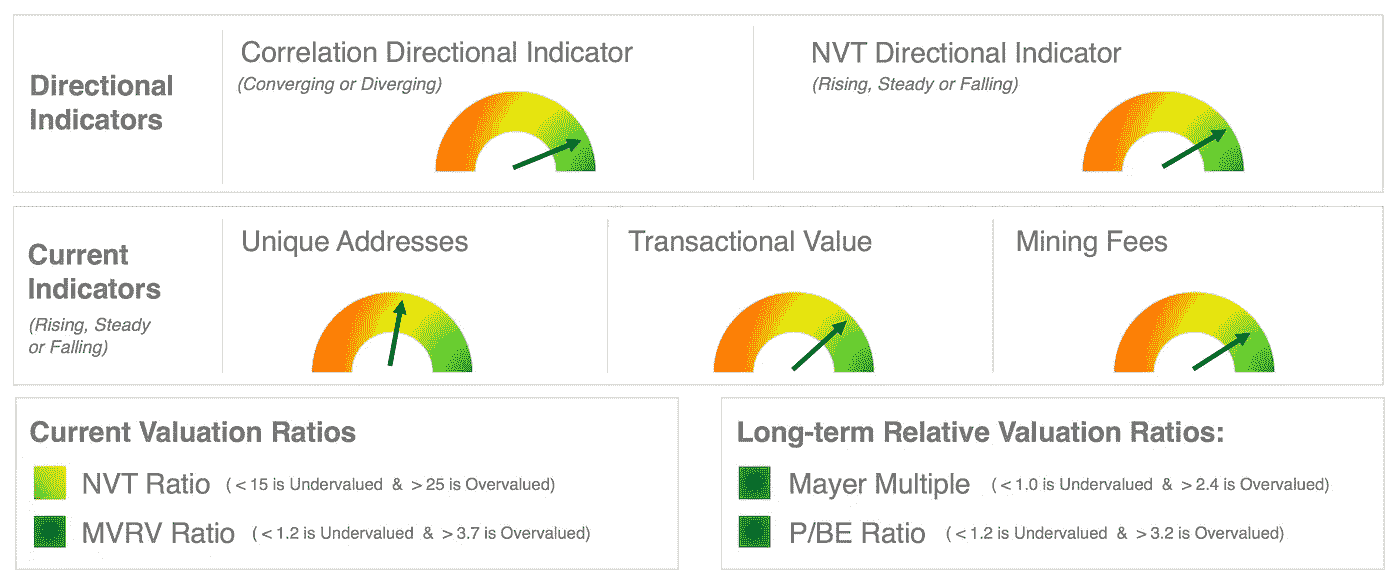 Directional
Indicators
Correlation Directional Indicator
(Converging or Diverging)
NVT Directional Indicator
(Rising, Steady or Falling)
Current
Indicators
(Rising, Steady
or Falling)
Unique Addresses
Transactional Value
Mining Fees
Current Valuation Ratios
NVT Ratio ( < 15 is Undervalued & > 25 is Overvalued)
MVRV Ratio ( < 1.2 is Undervalued & > 3.7 is Overvalued)
Long-term Relative Valuation Ratios:
Mayer Multiple ( < 1.0 is Undervalued & > 2.4 is Overvalued)
P/BE Ratio ( < 1.2 is Undervalued & > 3.2 is Overvalued)